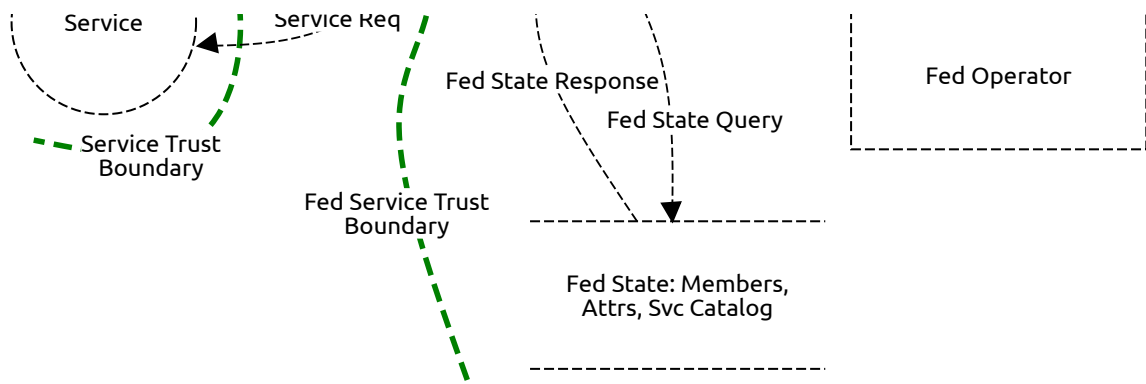 Service
Service Req
Fed State Response
Fed Operator
Fed State Query
Service Trust
Boundary
Fed Service Trust
Boundary
Fed State: Members,
Attrs, Svc Catalog